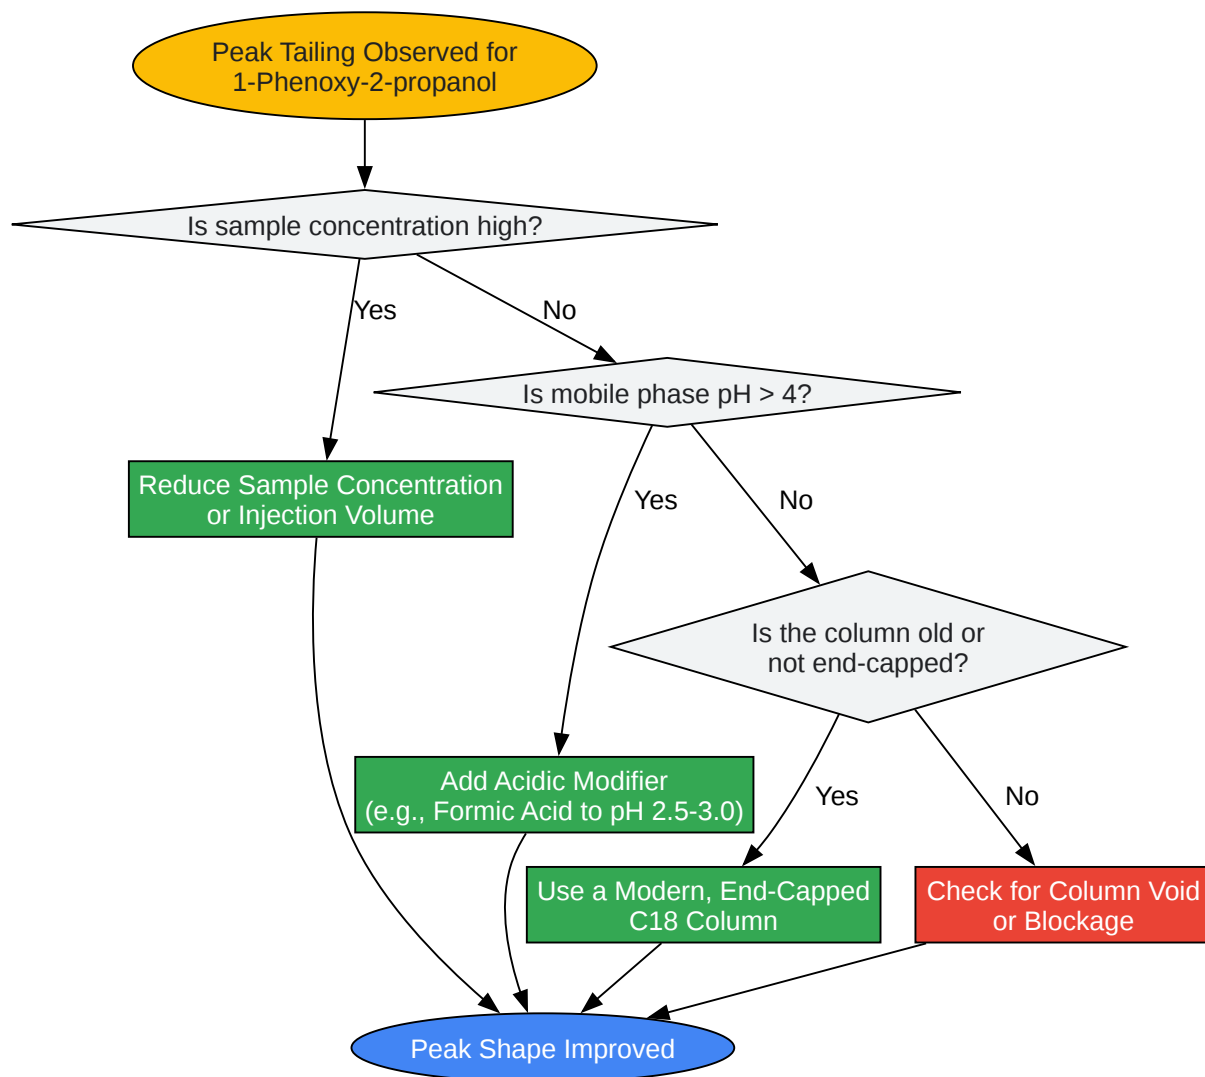 Peak Tailing Observed for
1-Phenoxy-2-propanol
Is sample concentration high?
Yes
No
Is mobile phase pH > 4?
Reduce Sample Concentration
or Injection Volume
Yes
No
Is the column old or
not end-capped?
Add Acidic Modifier
(e.g., Formic Acid to pH 2.5-3.0)
Yes
No
Use a Modern, End-Capped
C18 Column
Check for Column Void
or Blockage
Peak Shape Improved